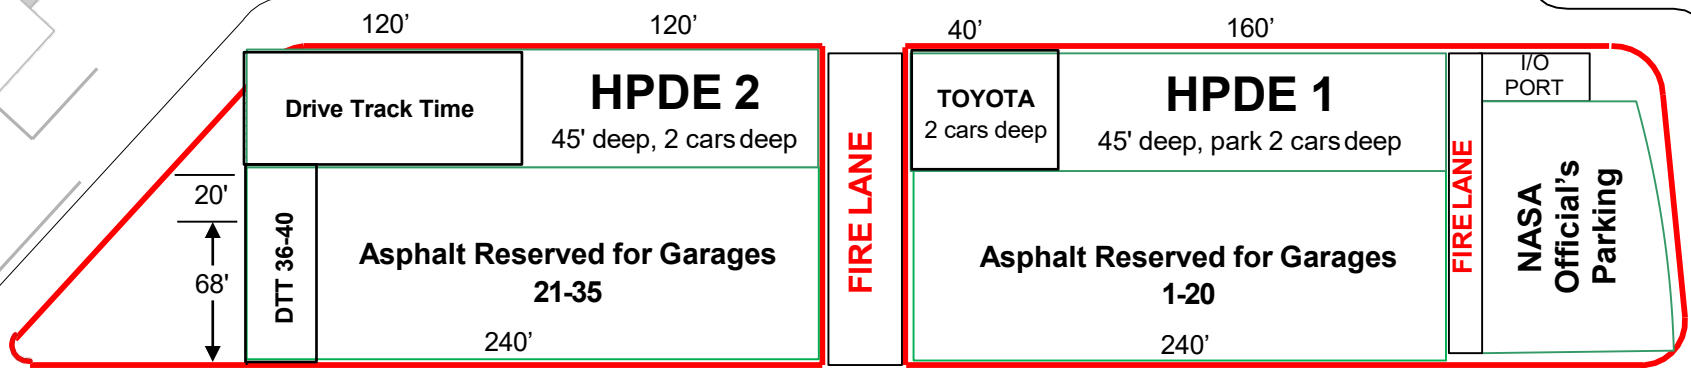 120’
120’
40’
160’
Drive Track Time
HPDE 2
45' deep, 2 cars deep
TOYOTA
2 cars deep
HPDE 1
45' deep, park 2 cars deep
I/O
PORT
20'
68'
DTT 36-40
Asphalt Reserved for Garages
21-35
240’
FIRE LANE
Asphalt Reserved for Garages
1-20
240’
FIRE LANE
NASA
Official’s
Parking